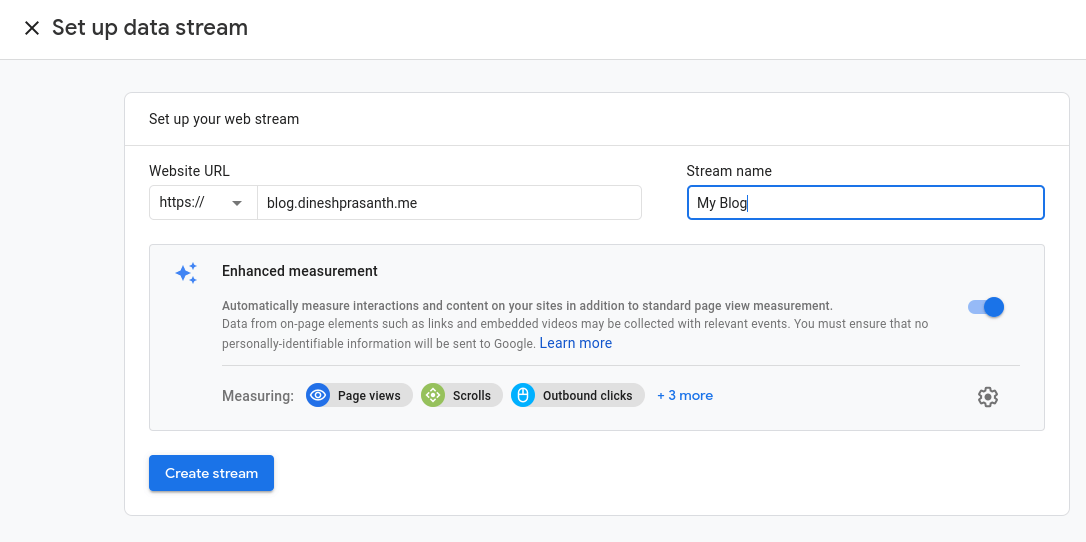 Set up data stream
Set up your web stream
Website URL
Stream name
https://
blog.dineshprasanth.me
My Blog
Enhanced measurement
Automatically measure interactions and content on your sites in addition to standard page view measurement.
Data from on-page elements such as links and embedded videos may be collected with relevant events. You must ensure that no
personally-identifiable information will be sent to Google. Learn more
Measuring:
Page views
Scrolls
Outbound clicks
+ 3 more
Create stream